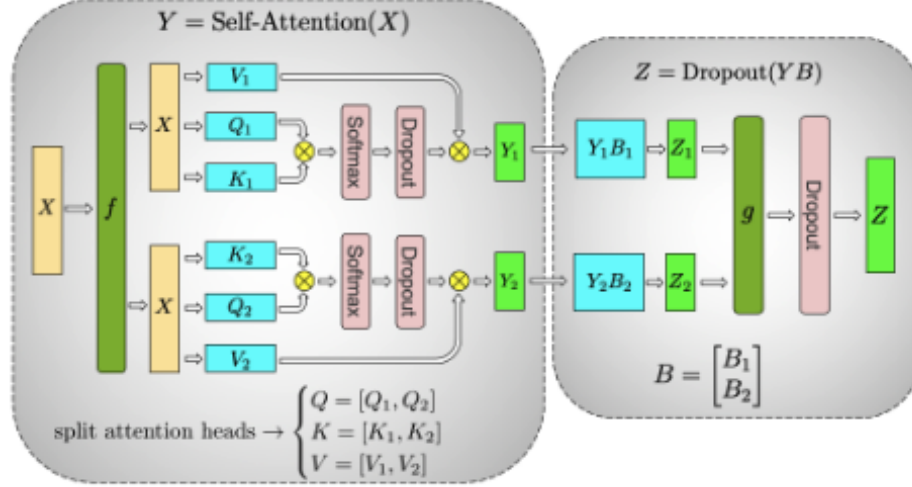 Y = Self-Attention(X)
Z = Dropout(YB)
X
f
X
V₁
Q₁
K₁
Softmax
Dropout
Y₁
Y₁B₁
Z₁
X
K₂
Q₂
V₂
Softmax
Dropout
Y₂
Y₂B₂
Z₂
g
Dropout
Z
split attention heads → { Q = [Q₁, Q₂]
K = [K₁, K₂]
V = [V₁, V₂]
B = [B₁
B₂]